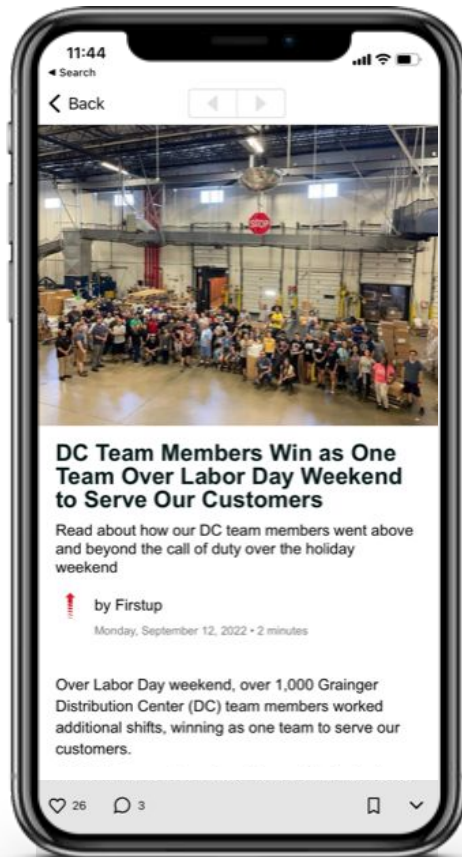 11:44
Search
Back
STOP
DC Team Members Win as One
Team Over Labor Day Weekend
to Serve Our Customers
Read about how our DC team members went above
and beyond the call of duty over the holiday
weekend
by Firstup
Monday, September 12, 2022 • 2 minutes
Over Labor Day weekend, over 1,000 Grainger
Distribution Center (DC) team members worked
additional shifts, winning as one team to serve our
customers.
26
3